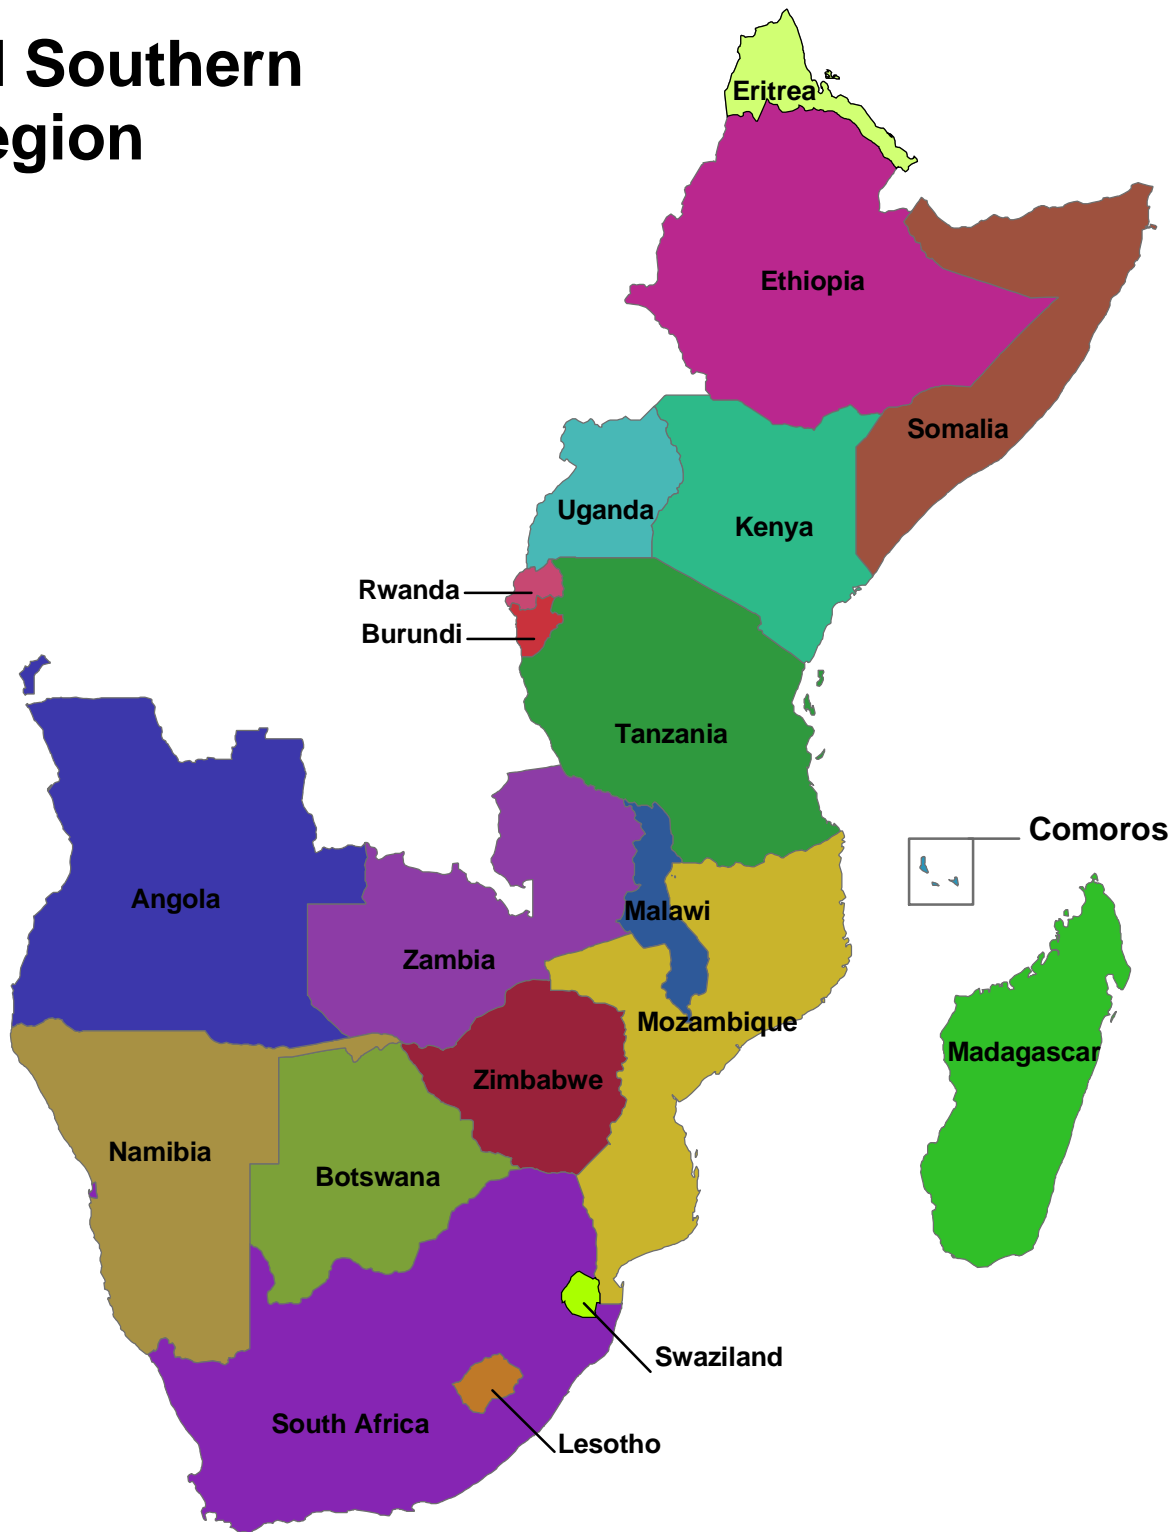 Southern
egion
Eritrea
Ethiopia
Somalia
Uganda
Kenya
Rwanda
Burundi
Tanzania
Comoros
Angola
Malawi
Zambia
Mozambique
Madagascar
Zimbabwe
Namibia
Botswana
Swaziland
South Africa
Lesotho